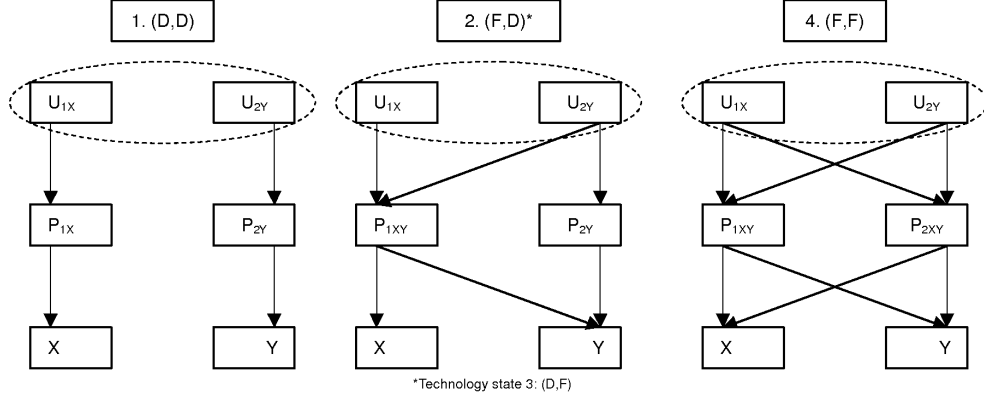 1. (D,D) 2. (F,D)* 4. (F,F)
U1X U2Y U1X U2Y U1X U2Y
P1X P2Y P1XY P2Y P1XY P2XY
X Y X Y X Y
*Technology state 3: (D,F)